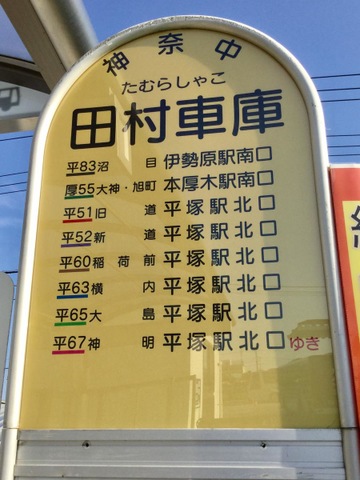 神奈中
たむらしゃこ
田村車庫
平83 沼目 伊勢原駅南口
厚55 大神・旭町 本厚木駅南口
平51 旧道 平塚駅北口
平52 新道 平塚駅北口
平60 稲荷前 平塚駅北口
平63 横内 平塚駅北口
平65 大島 平塚駅北口
平67 神明 平塚駅北口 ゆき